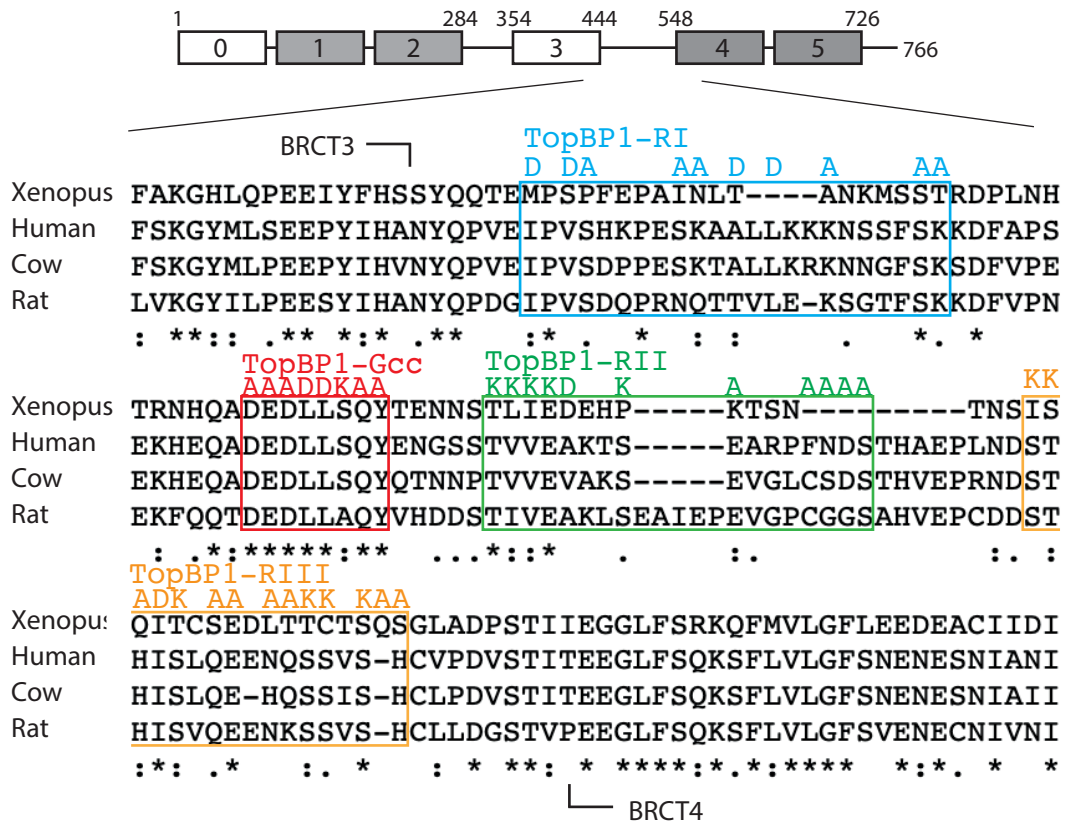 1 284 354 444 548 726
0 1 2 3 4 5 766
TopBP1-RI
BRCT3
D DA AA D D A AA
Xenopus FAKGHLQPEEIYFHSSYQQTEMPSPFEPAINLT----ANKMSSTRDPLNH
Human FSKGYMLSEEPYIHANYQPVEIPVSHKPESKAALLKKKNSSFSKKDFAPS
Cow FSKGYMLPEEPYIHVNYQPVEIPVSDPPESKTALLKRKNNGFSKSDFVPE
Rat LVKGYILPEESYIHANYQPDGIPVSDQPRNQTTVLE-KSGTFSKKDFVPN
: **:* ** *:* ** :* * : : . * *
TopBP1-Gcc TopBP1-RII
AAADDKAA KKKKD K A AAAA KK
Xenopus TRNHQADEDLLSQYTENNSTLIEDEHP-----KTSN---------TNSIS
Human EKHEQADEDLLSQYENGSSTVVEAKTS-----EARPFNDSTHAEPLNDST
Cow EKHEQADEDLLSQYQTNNPTVVEVAKS-----EVGLCSDSTHVEPRNDST
Rat EKFQQTDEDLLAQYVHDDSTIVEAKLSEAIEPEVGPCGGSAHVEPCDDST
: .*:*****:** ...*::* . :. :. :
TopBP1-RIII
ADK AA AAKK KAA
Xenopus QITCSEDLTTCTSQSGLADPSTIIEGGLFSRKQFMVLGFLEEDEACIIDI
Human HISLQEENQSSVS-HCVPDVSTITEEGLFSQKSFLVLGFSNENESNIANI
Cow HISLQE-HQSSIS-HCLPDVSTITEEGLFSQKSFLVLGFSNENESNIAII
Rat HISVQEENKSSVS-HCLLDGSTVPEEGLFSQKSFLVLGFSVENECNIVNI
:*: .* :. * : * **: * ****:*.*:**** *:*. * *
BRCT4